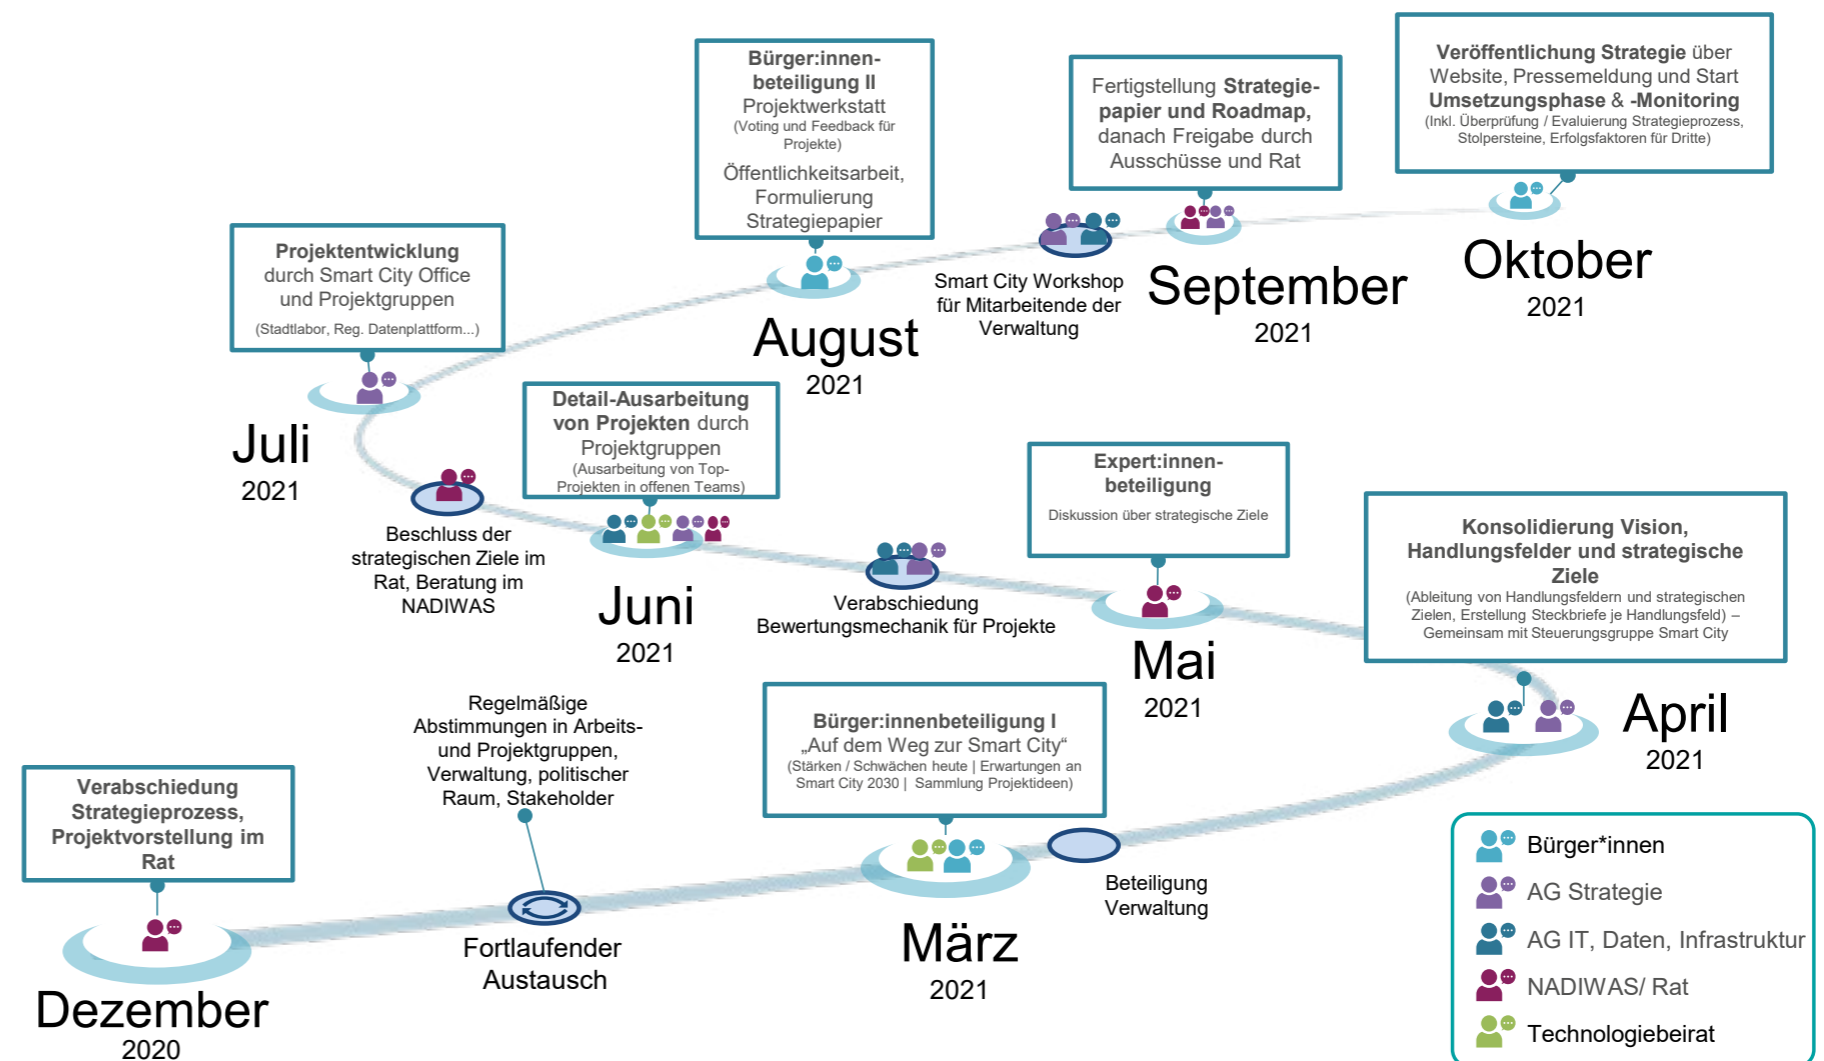 Verabschiedung
Strategieprozess,
Projektvorstellung im
Rat
Dezember
2020
Regelmäßige
Abstimmungen in Arbeits-
und Projektgruppen,
Verwaltung, politischer
Raum, Stakeholder
Fortlaufender
Austausch
Bürger:innenbeteiligung I
„Auf dem Weg zur Smart City“
(Stärken / Schwächen heute | Erwartungen an
Smart City 2030 | Sammlung Projektideen)
März
2021
Beteiligung
Verwaltung
Konsolidierung Vision,
Handlungsfelder und strategische
Ziele
(Ableitung von Handlungsfeldern und strategischen
Zielen, Erstellung Steckbriefe je Handlungsfeld) –
Gemeinsam mit Steuerungsgruppe Smart City
April
2021
Expert:innen-
beteiligung
Diskussion über strategische Ziele
Mai
2021
Verabschiedung
Bewertungsmechanik für Projekte
Detail-Ausarbeitung
von Projekten durch
Projektgruppen
(Ausarbeitung von Top-
Projekten in offenen Teams)
Juni
2021
Beschluss der
strategischen Ziele im
Rat, Beratung im
NADIWAS
Projektentwicklung
durch Smart City Office
und Projektgruppen
(Stadtlabor, Reg. Datenplattform...)
Juli
2021
Bürger:innen-
beteiligung II
Projektwerkstatt
(Voting und Feedback für
Projekte)
Öffentlichkeitsarbeit,
Formulierung
Strategiepapier
August
2021
Smart City Workshop
für Mitarbeitende der
Verwaltung
Fertigstellung Strategie-
papier und Roadmap,
danach Freigabe durch
Ausschüsse und Rat
September
2021
Veröffentlichung Strategie über
Website, Pressemeldung und Start
Umsetzungsphase & -Monitoring
(Inkl. Überprüfung / Evaluierung Strategieprozess,
Stolpersteine, Erfolgsfaktoren für Dritte)
Oktober
2021
Bürger*innen
AG Strategie
AG IT, Daten, Infrastruktur
NADIWAS/ Rat
Technologiebeirat